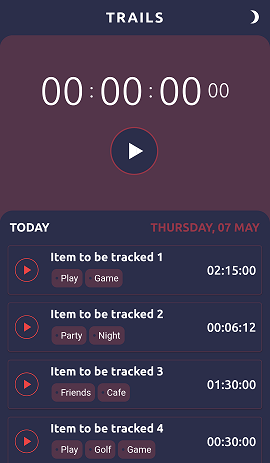 TRAILS
00:00:00 00
TODAY THURSDAY, 07 MAY
Item to be tracked 1
Play Game
02:15:00
Item to be tracked 2
Party Night
00:06:12
Item to be tracked 3
Friends Cafe
01:30:00
Item to be tracked 4
Play Golf Game
00:30:00